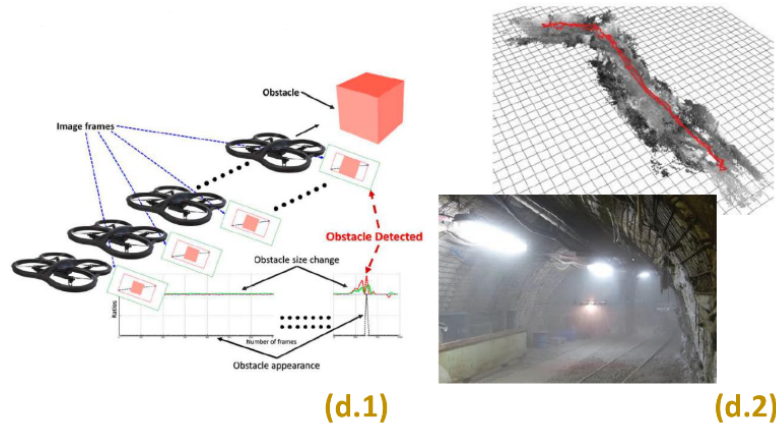 Obstacle
Image frames
Obstacle Detected
Obstacle size change
Ratios
Number of frames
Obstacle appearance
(d.1)
(d.2)